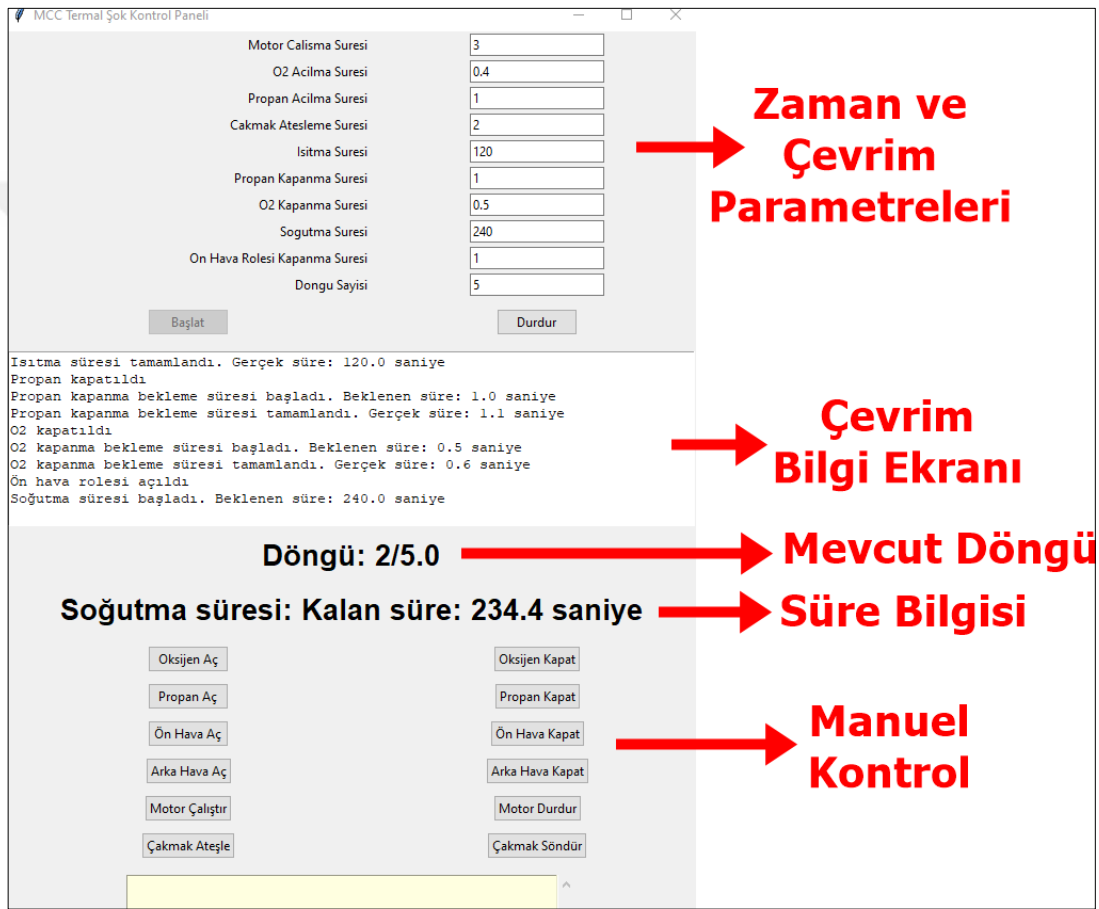 MCC Termal Şok Kontrol Paneli
Motor Calisma Suresi 3
O2 Acilma Suresi 0.4
Propan Acilma Suresi 1
Cakmak Atesleme Suresi 2
Isitma Suresi 120
Propan Kapanma Suresi 1
O2 Kapanma Suresi 0.5
Sogutma Suresi 240
On Hava Rolesi Kapanma Suresi 1
Dongu Sayisi 5
Başlat Durdur
Zaman ve
Çevrim
Parametreleri
Isıtma süresi tamamlandı. Gerçek süre: 120.0 saniye
Propan kapatıldı
Propan kapanma bekleme süresi başladı. Beklenen süre: 1.0 saniye
Propan kapanma bekleme süresi tamamlandı. Gerçek süre: 1.1 saniye
O2 kapatıldı
O2 kapanma bekleme süresi başladı. Beklenen süre: 0.5 saniye
O2 kapanma bekleme süresi tamamlandı. Gerçek süre: 0.6 saniye
Ön hava rolesi açıldı
Soğutma süresi başladı. Beklenen süre: 240.0 saniye
Çevrim
Bilgi Ekranı
Döngü: 2/5.0
Mevcut Döngü
Soğutma süresi: Kalan süre: 234.4 saniye
Süre Bilgisi
Oksijen Aç Oksijen Kapat
Propan Aç Propan Kapat
Ön Hava Aç Ön Hava Kapat
Arka Hava Aç Arka Hava Kapat
Motor Çalıştır Motor Durdur
Çakmak Ateşle Çakmak Söndür
Manuel
Kontrol